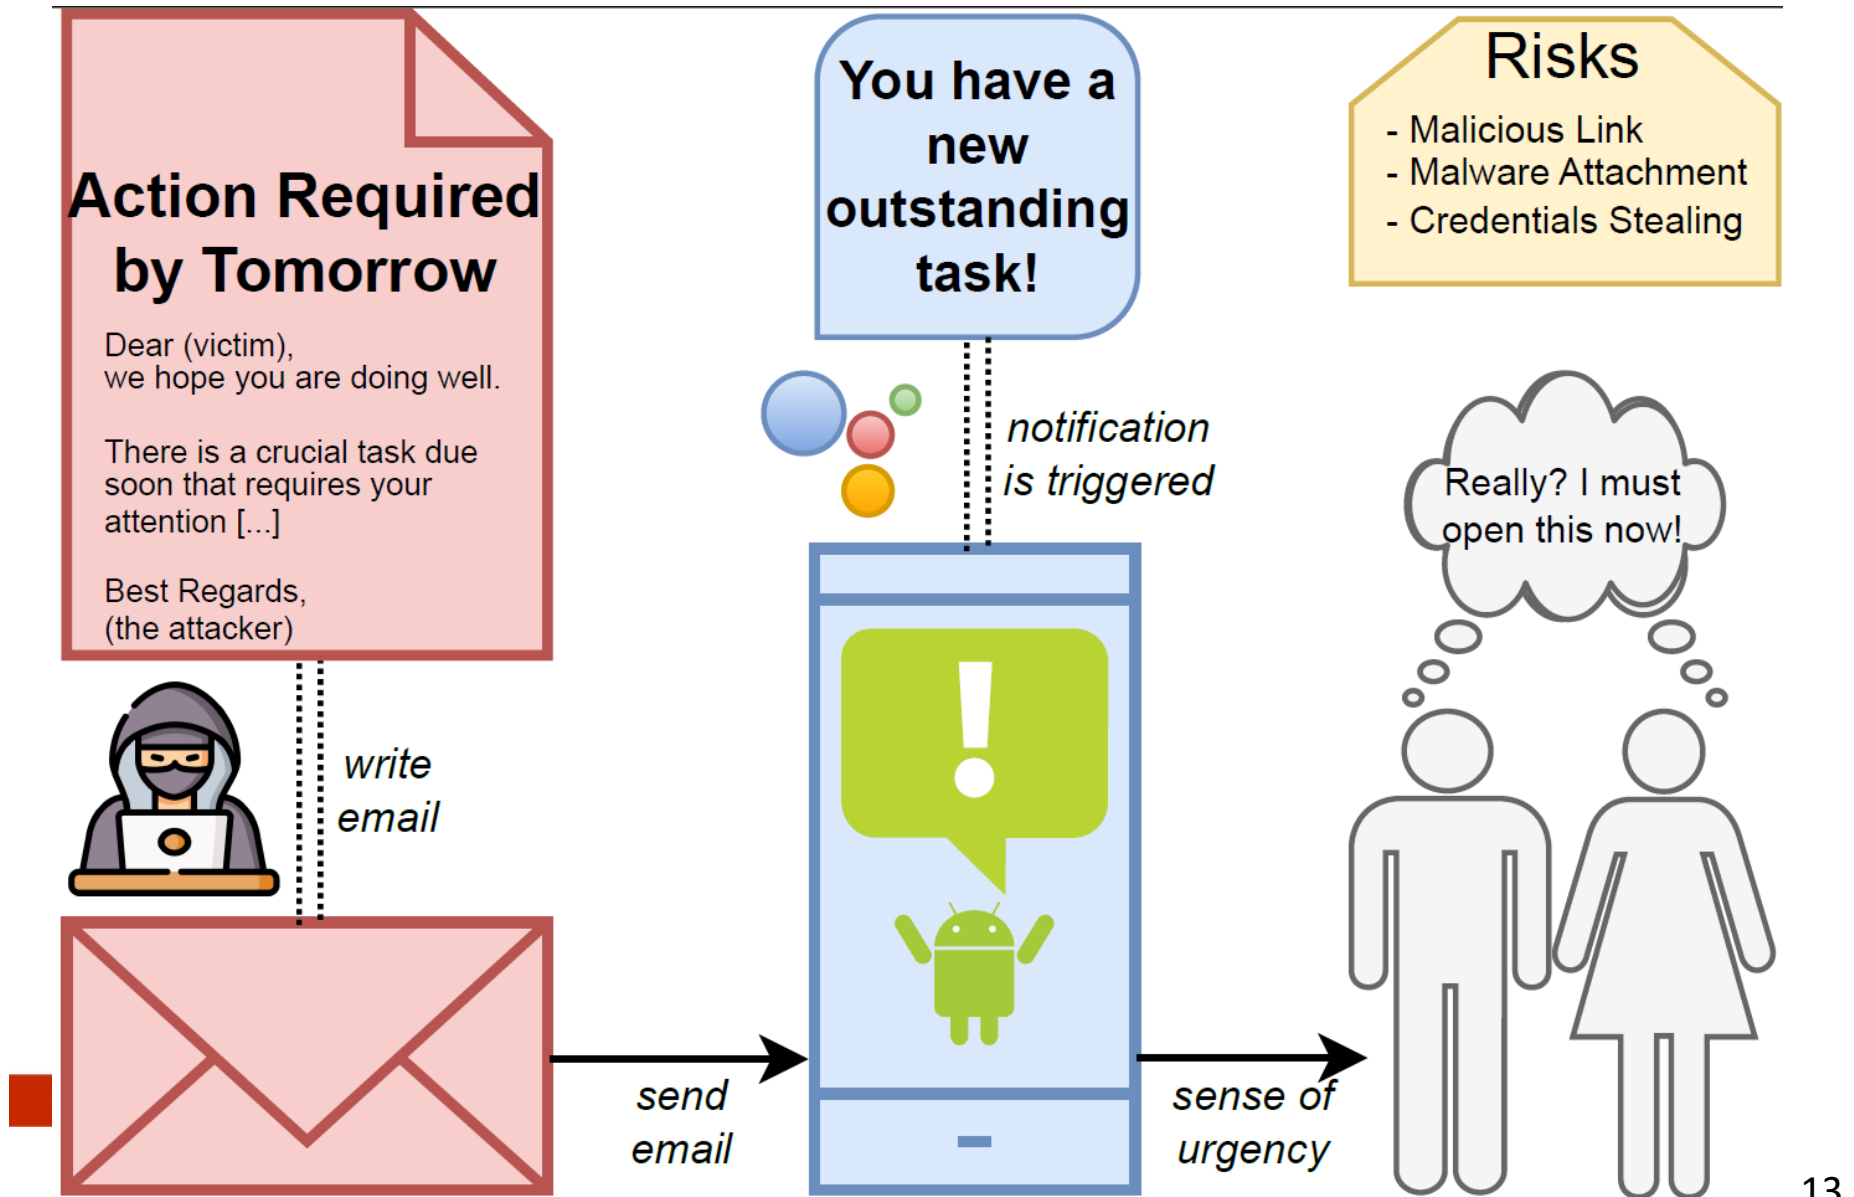 Action Required
by Tomorrow
Dear (victim),
we hope you are doing well.
There is a crucial task due
soon that requires your
attention [...]
Best Regards,
(the attacker)
write
email
send
email
You have a
new
outstanding
task!
notification
is triggered
sense of
urgency
Risks
- Malicious Link
- Malware Attachment
- Credentials Stealing
Really? I must
open this now!
13